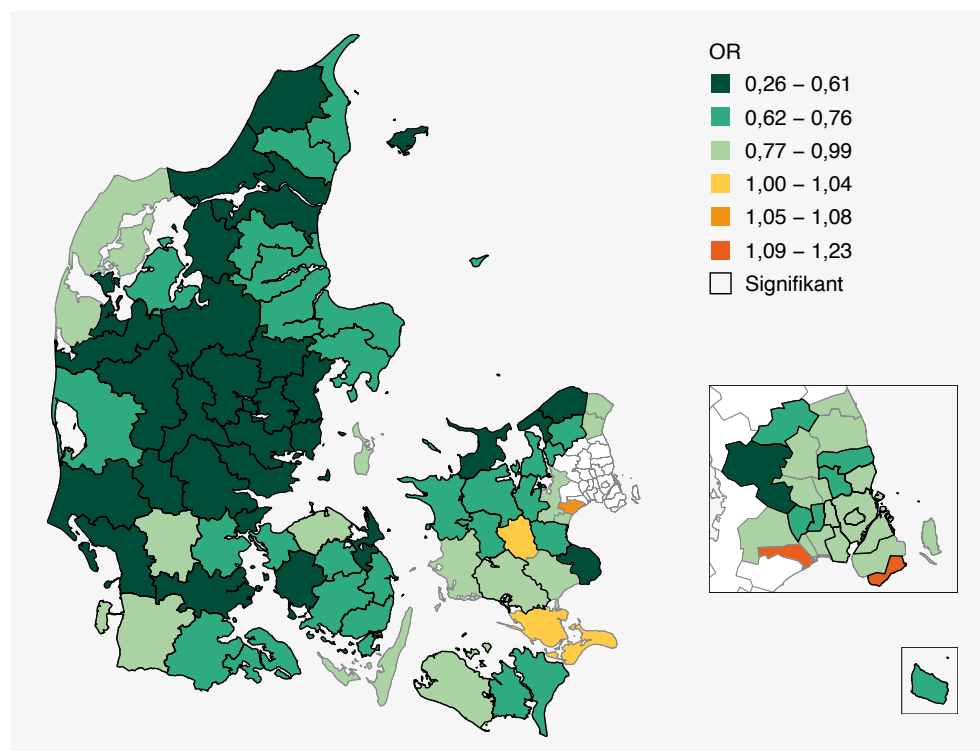 OR
0,26 – 0,61
0,62 – 0,76
0,77 – 0,99
1,00 – 1,04
1,05 – 1,08
1,09 – 1,23
Signifikant